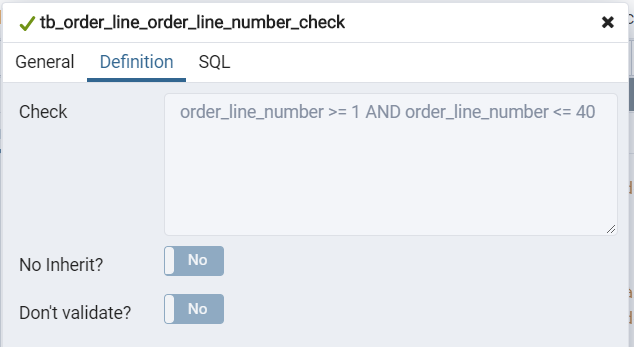 tb_order_line_order_line_number_check
General Definition SQL
Check order_line_number >= 1 AND order_line_number <= 40
No Inherit? No
Don't validate? No